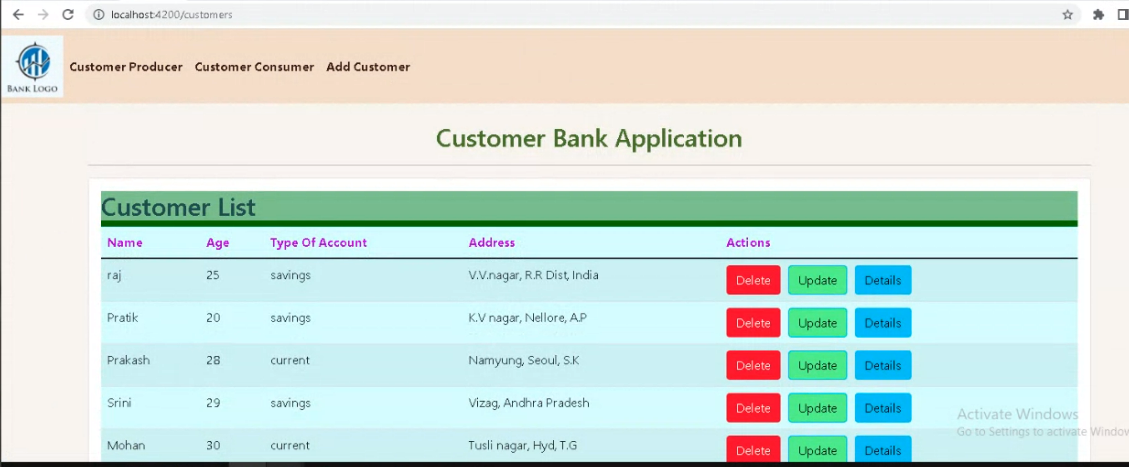 localhost:4200/customers
BANK LOGO
Customer Producer Customer Consumer Add Customer
Customer Bank Application
Customer List
Name Age Type Of Account Address Actions
raj 25 savings V.V.nagar, R.R Dist, India Delete Update Details
Pratik 20 savings K.V nagar, Nellore, A.P Delete Update Details
Prakash 28 current Namyung, Seoul, S.K Delete Update Details
Srini 29 savings Vizag, Andhra Pradesh Delete Update Details
Mohan 30 current Tusli nagar, Hyd, T.G Delete Update Details
Activate Windows
Go to Settings to activate Window